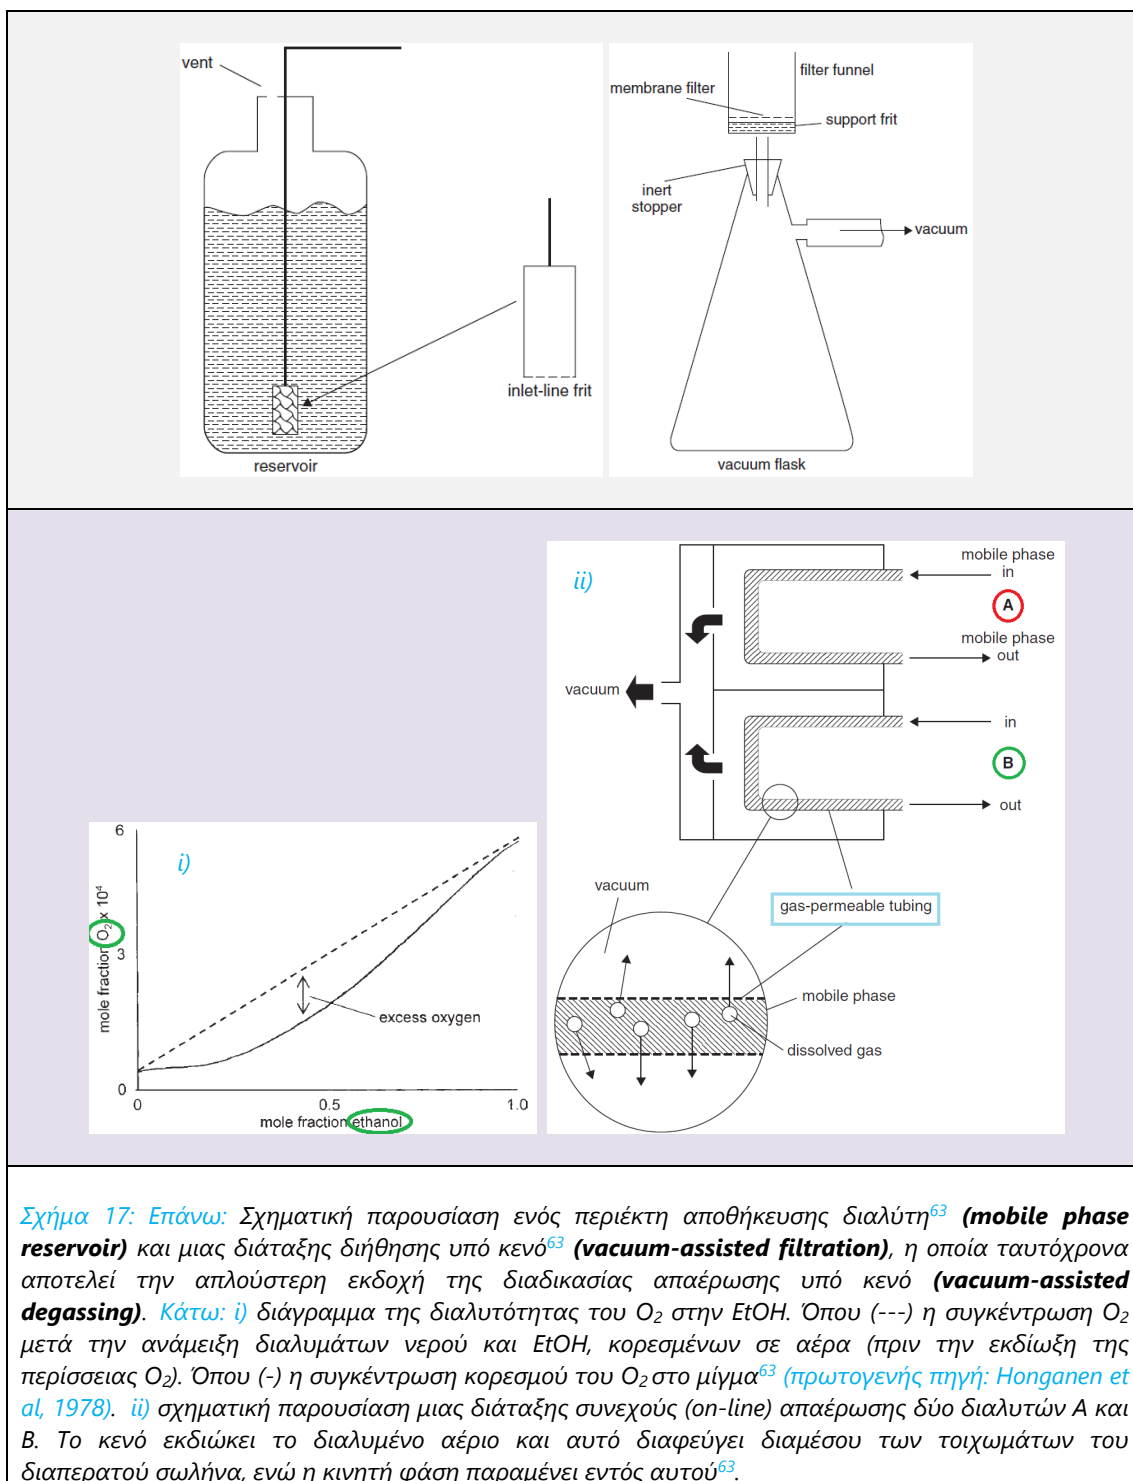 vent
reservoir
inlet-line frit
filter funnel
membrane filter
support frit
inert
stopper
vacuum
vacuum flask
i)
6
3
0
mole fraction O₂ x 10⁴
excess oxygen
0
0.5
1.0
mole fraction ethanol
ii)
mobile phase
in
A
mobile phase
out
vacuum
in
B
out
vacuum
gas-permeable tubing
mobile phase
dissolved gas
Σχήμα 17: Επάνω: Σχηματική παρουσίαση ενός περιέκτη αποθήκευσης διαλύτη⁶³ (mobile phase
reservoir) και μιας διάταξης διήθησης υπό κενό⁶³ (vacuum-assisted filtration), η οποία ταυτόχρονα
αποτελεί την απλούστερη εκδοχή της διαδικασίας απαέρωσης υπό κενό (vacuum-assisted
degassing). Κάτω: i) διάγραμμα της διαλυτότητας του O₂ στην EtOH. Όπου (---) η συγκέντρωση O₂
μετά την ανάμειξη διαλυμάτων νερού και EtOH, κορεσμένων σε αέρα (πριν την εκδίωξη της
περίσσειας O₂). Όπου (-) η συγκέντρωση κορεσμού του O₂ στο μίγμα⁶³ (πρωτογενής πηγή: Honganen et
al, 1978). ii) σχηματική παρουσίαση μιας διάταξης συνεχούς (on-line) απαέρωσης δύο διαλυτών Α και
Β. Το κενό εκδιώκει το διαλυμένο αέριο και αυτό διαφεύγει διαμέσου των τοιχωμάτων του
διαπερατού σωλήνα, ενώ η κινητή φάση παραμένει εντός αυτού⁶³.